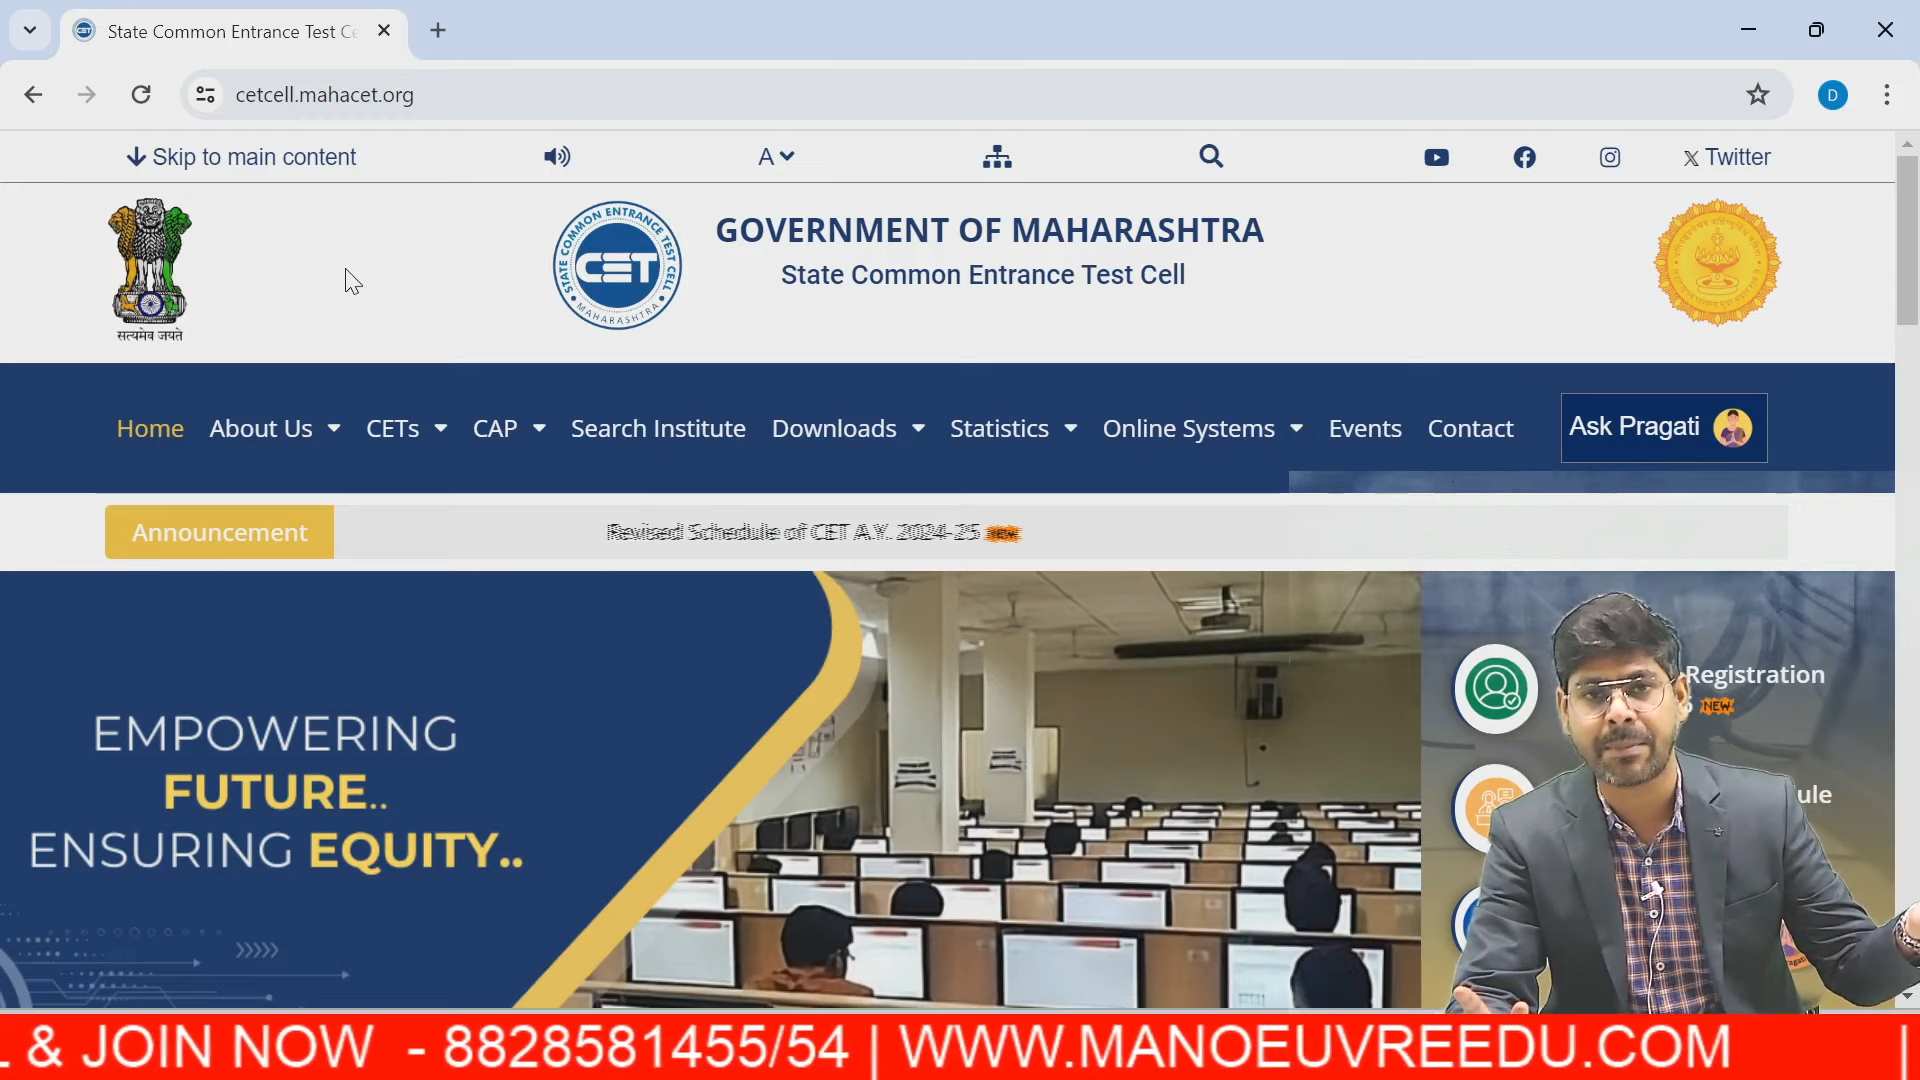 State Common Entrance Test Ce
cetcell.mahacet.org
D
Skip to main content
A
X Twitter
सत्यमेव जयते
STATE COMMON ENTRANCE TEST CELL
CET
MAHARASHTRA
GOVERNMENT OF MAHARASHTRA
State Common Entrance Test Cell
Home About Us CETs CAP Search Institute Downloads Statistics Online Systems Events Contact
Ask Pragati
Announcement
Revised Schedule of CET A.Y. 2024-25 NEW
EMPOWERING
FUTURE..
ENSURING EQUITY..
Registration
NEW
ule
L & JOIN NOW - 8828581455/54 | WWW.MANOEUVREEDU.COM |